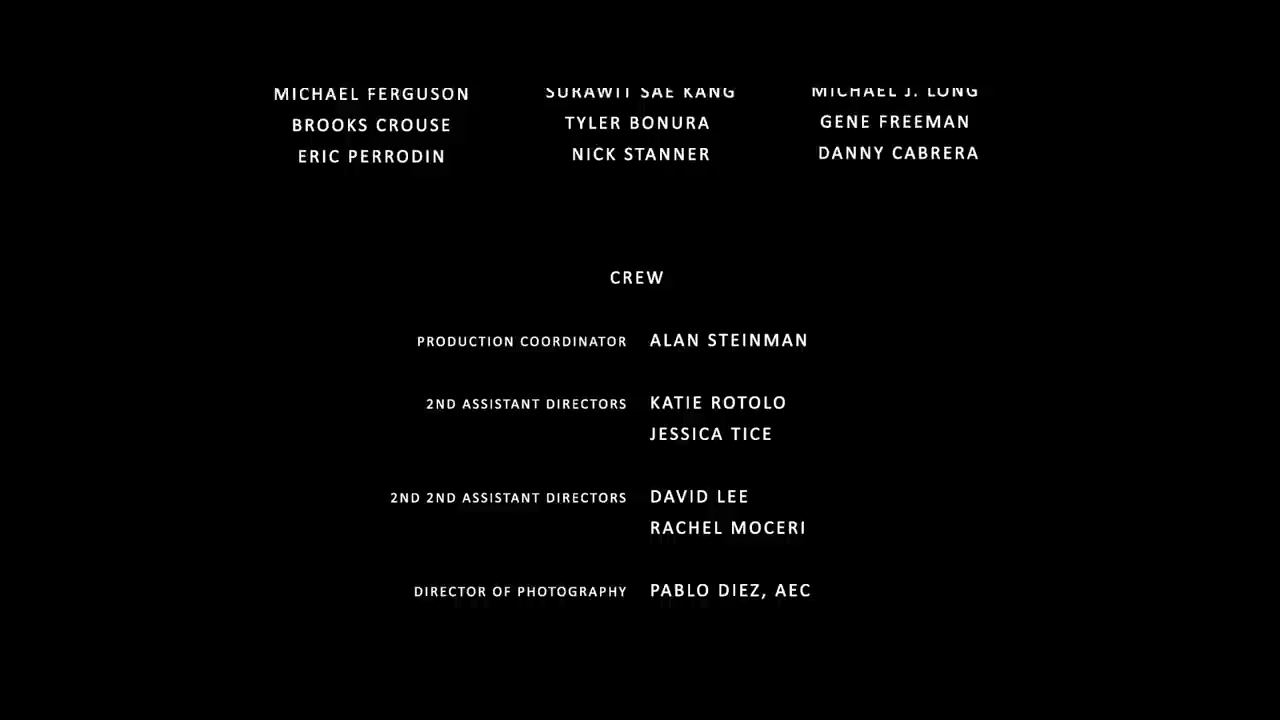 MICHAEL FERGUSON SURAWIT SAE KANG MICHAEL J. LONG
BROOKS CROUSE TYLER BONURA GENE FREEMAN
ERIC PERRODIN NICK STANNER DANNY CABRERA
CREW
PRODUCTION COORDINATOR ALAN STEINMAN
2ND ASSISTANT DIRECTORS KATIE ROTOLO
JESSICA TICE
2ND 2ND ASSISTANT DIRECTORS DAVID LEE
RACHEL MOCERI
DIRECTOR OF PHOTOGRAPHY PABLO DIEZ, AEC